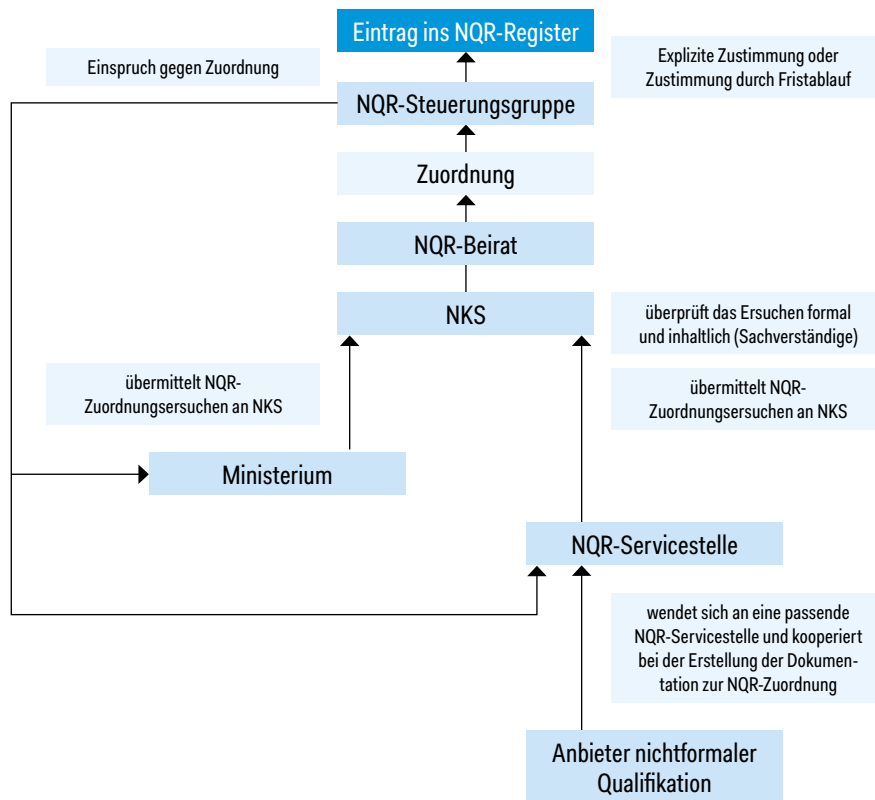 Eintrag ins NQR-Register
Einspruch gegen Zuordnung
Explizite Zustimmung oder
Zustimmung durch Fristablauf
NQR-Steuerungsgruppe
Zuordnung
NQR-Beirat
NKS
überprüft das Ersuchen formal
und inhaltlich (Sachverständige)
übermittelt NQR-
Zuordnungsersuchen an NKS
übermittelt NQR-
Zuordnungsersuchen an NKS
Ministerium
NQR-Servicestelle
wendet sich an eine passende
NQR-Servicestelle und kooperiert
bei der Erstellung der Dokumen-
tation zur NQR-Zuordnung
Anbieter nichtformaler
Qualifikation